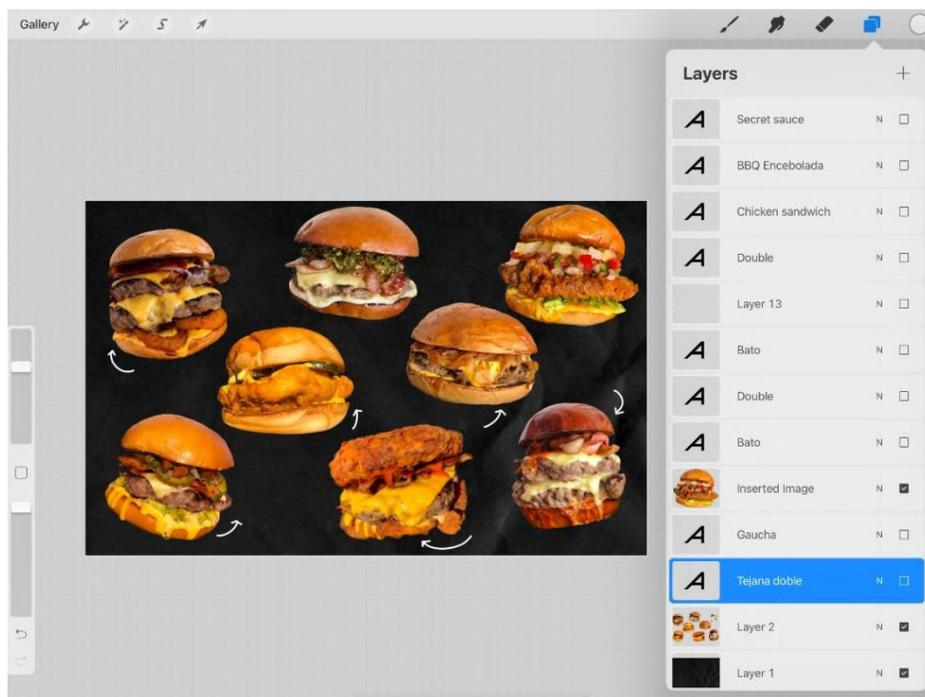 Gallery
Layers
Secret sauce N
BBQ Encebolada N
Chicken sandwich N
Double N
Layer 13 N
Bato N
Double N
Bato N
Inserted Image N
Gaucha N
Tejana doble N
Layer 2 N
Layer 1 N